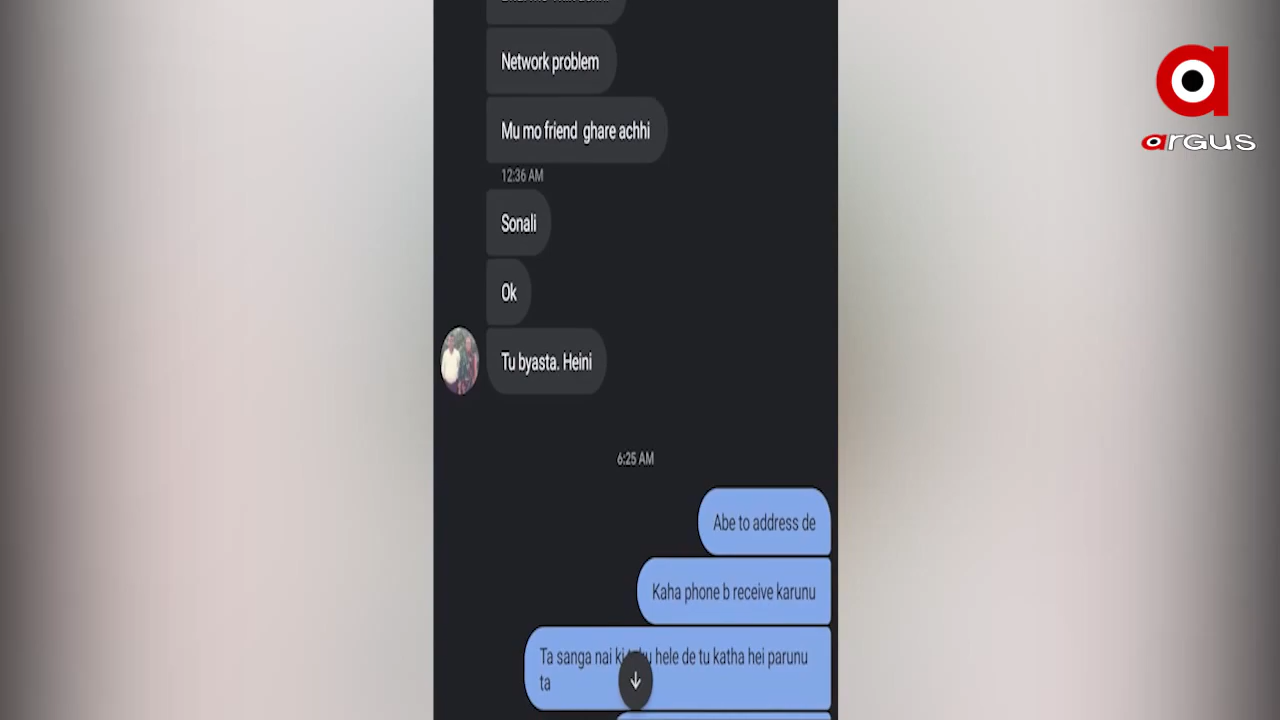 Network problem
Mu mo friend ghare achhi
12:36 AM
Sonali
Ok
Tu byasta. Heini
6:25 AM
Abe to address de
Kaha phone b receive karunu
Ta sanga nai ki hele de tu katha hei parunu
ta
argus